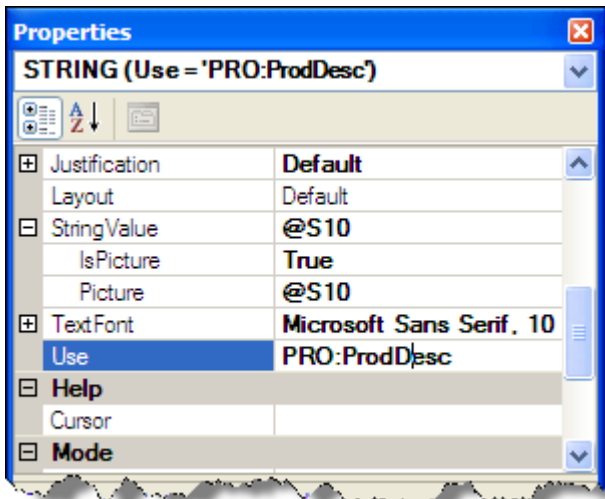 Properties
STRING (Use = 'PRO:ProdDesc')
Justification Default
Layout Default
StringValue @S10
IsPicture True
Picture @S10
TextFont Microsoft Sans Serif, 10
Use PRO:ProdDesc
Help
Cursor
Mode